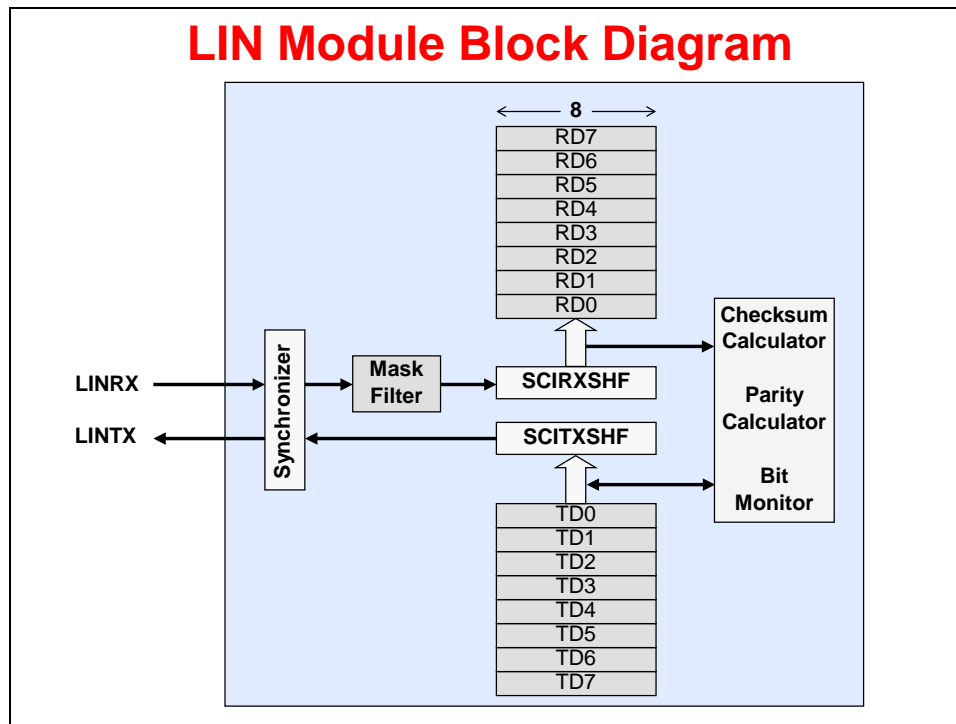 LIN Module Block Diagram
8
RD7
RD6
RD5
RD4
RD3
RD2
RD1
RD0
Checksum
Calculator
Parity
Calculator
Bit
Monitor
LINRX
LINTX
Synchronizer
Mask
Filter
SCIRXSHF
SCITXSHF
TD0
TD1
TD2
TD3
TD4
TD5
TD6
TD7